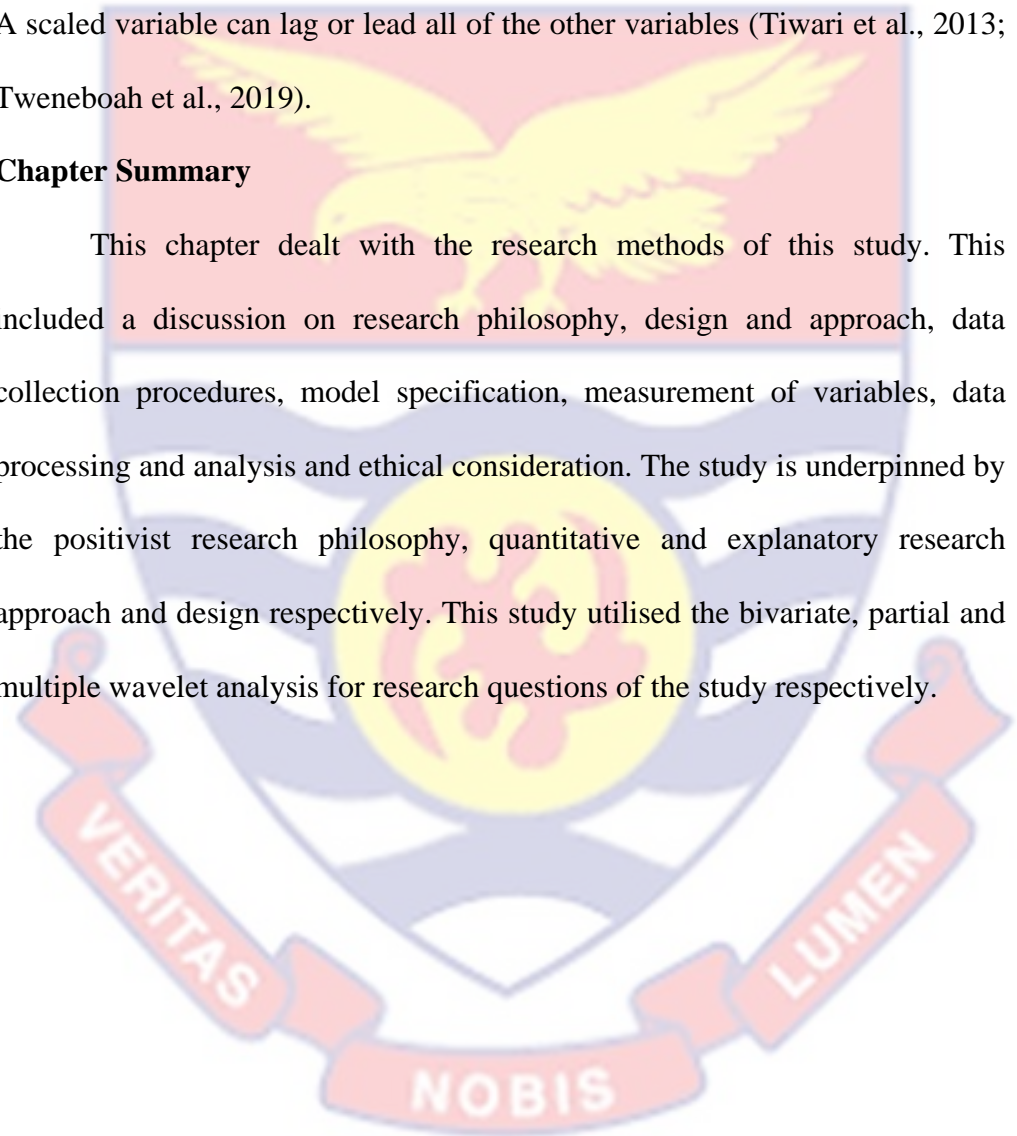 A scaled variable can lag or lead all of the other variables (Tiwari et al., 2013;
Tweneboah et al., 2019).
Chapter Summary
This chapter dealt with the research methods of this study. This
included a discussion on research philosophy, design and approach, data
collection procedures, model specification, measurement of variables, data
processing and analysis and ethical consideration. The study is underpinned by
the positivist research philosophy, quantitative and explanatory research
approach and design respectively. This study utilised the bivariate, partial and
multiple wavelet analysis for research questions of the study respectively.
VERITAS
NOBIS
LUMEN